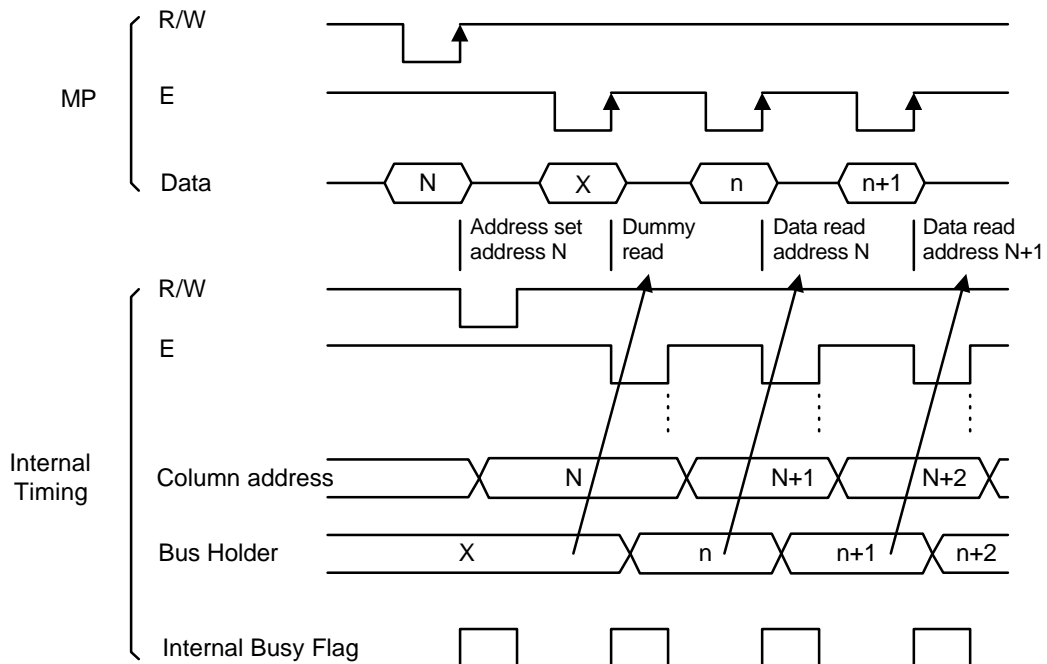 R/W
MP
E
Data
N
X
n
n+1
Address set
address N
Dummy
read
Data read
address N
Data read
address N+1
R/W
E
Internal
Timing
Column address
N
N+1
N+2
Bus Holder
X
n
n+1
n+2
Internal Busy Flag